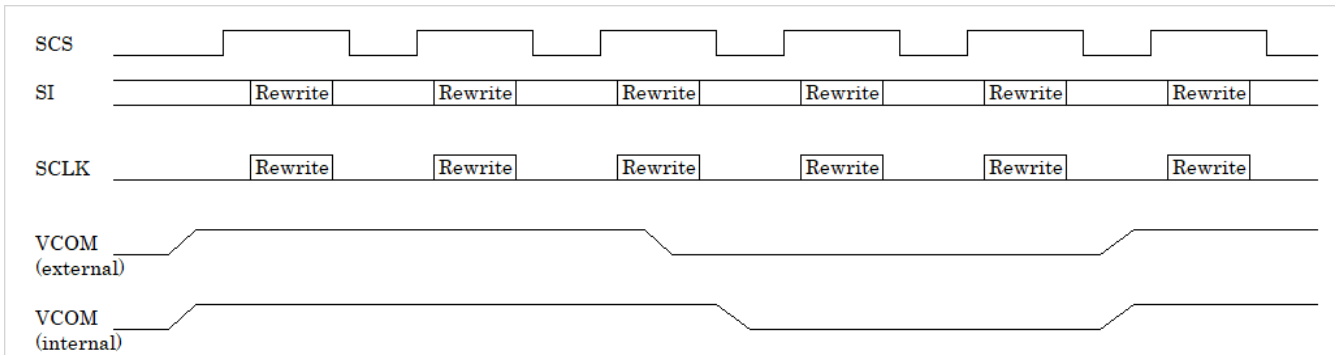 SCS
SI Rewrite Rewrite Rewrite Rewrite Rewrite Rewrite
SCLK Rewrite Rewrite Rewrite Rewrite Rewrite Rewrite
VCOM
(external)
VCOM
(internal)